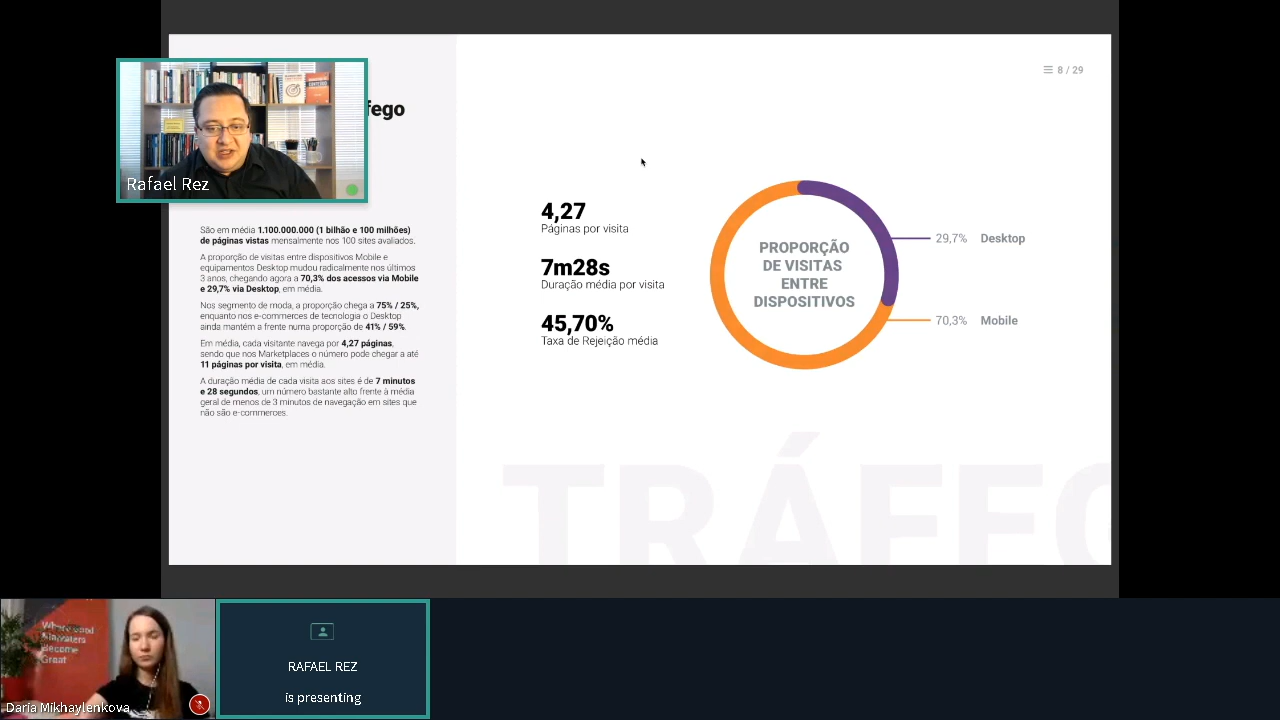 8 / 29
fego
Rafael Rez
São em média 1.100.000.000 (1 bilhão e 100 milhões)
de páginas vistas mensalmente nos 100 sites avaliados.
A proporção de visitas entre dispositivos Mobile e
equipamentos Desktop mudou radicalmente nos últimos
3 anos, chegando agora a 70,3% dos acessos via Mobile
e 29,7% via Desktop, em média.
Nos segmento de moda, a proporção chega a 75% / 25%,
enquanto nos e-commerces de tecnologia o Desktop
ainda mantém a frente numa proporção de 41% / 59%.
Em média, cada visitante navega por 4,27 páginas,
sendo que nos Marketplaces o número pode chegar a até
11 páginas por visita, em média.
A duração média de cada visita aos sites é de 7 minutos
e 28 segundos, um número bastante alto frente à média
geral de menos de 3 minutos de navegação em sites que
não são e-commerces.
4,27
Páginas por visita
7m28s
Duração média por visita
45,70%
Taxa de Rejeição média
PROPORÇÃO
DE VISITAS
ENTRE
DISPOSITIVOS
29,7% Desktop
70,3% Mobile
TRÁFEGO
Where Good
Marketers
Become
Great
Daria Mikhaylenkova
RAFAEL REZ
is presenting